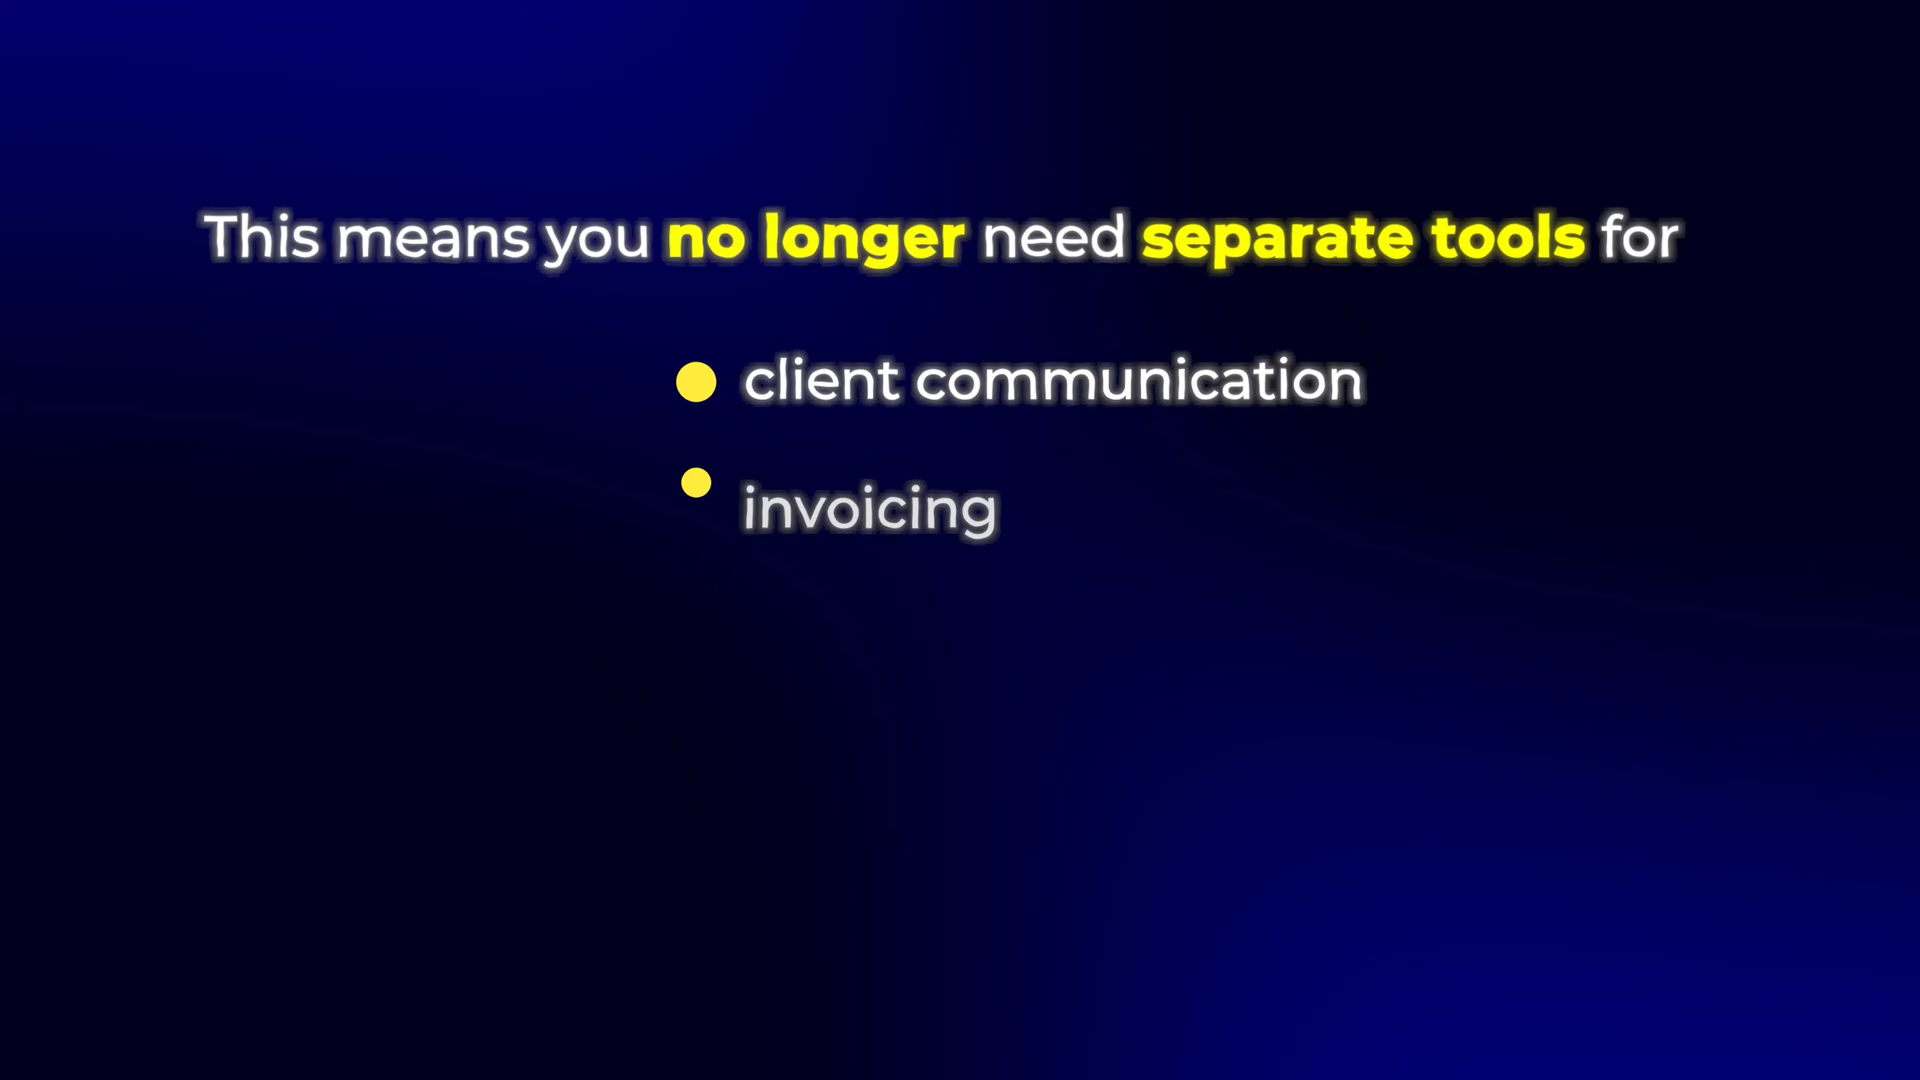 This means you no longer need separate tools for
client communication
invoicing